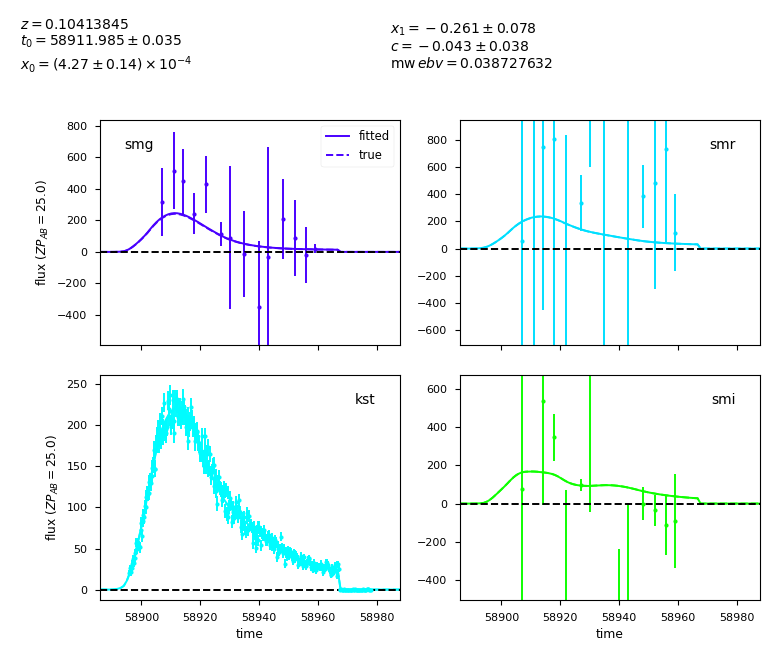 z = 0.10413845
t₀ = 58911.985 ± 0.035
x₀ = (4.27 ± 0.14) × 10⁻⁴
x₁ = −0.261 ± 0.078
c = −0.043 ± 0.038
mw ebv = 0.038727632
800
600
400
200
0
−200
−400
flux (ZP_AB = 25.0)
smg
fitted
true
800
600
400
200
0
−200
−400
−600
smr
250
200
150
100
50
0
flux (ZP_AB = 25.0)
kst
58900 58920 58940 58960 58980
time
600
400
200
0
−200
−400
smi
58900 58920 58940 58960 58980
time